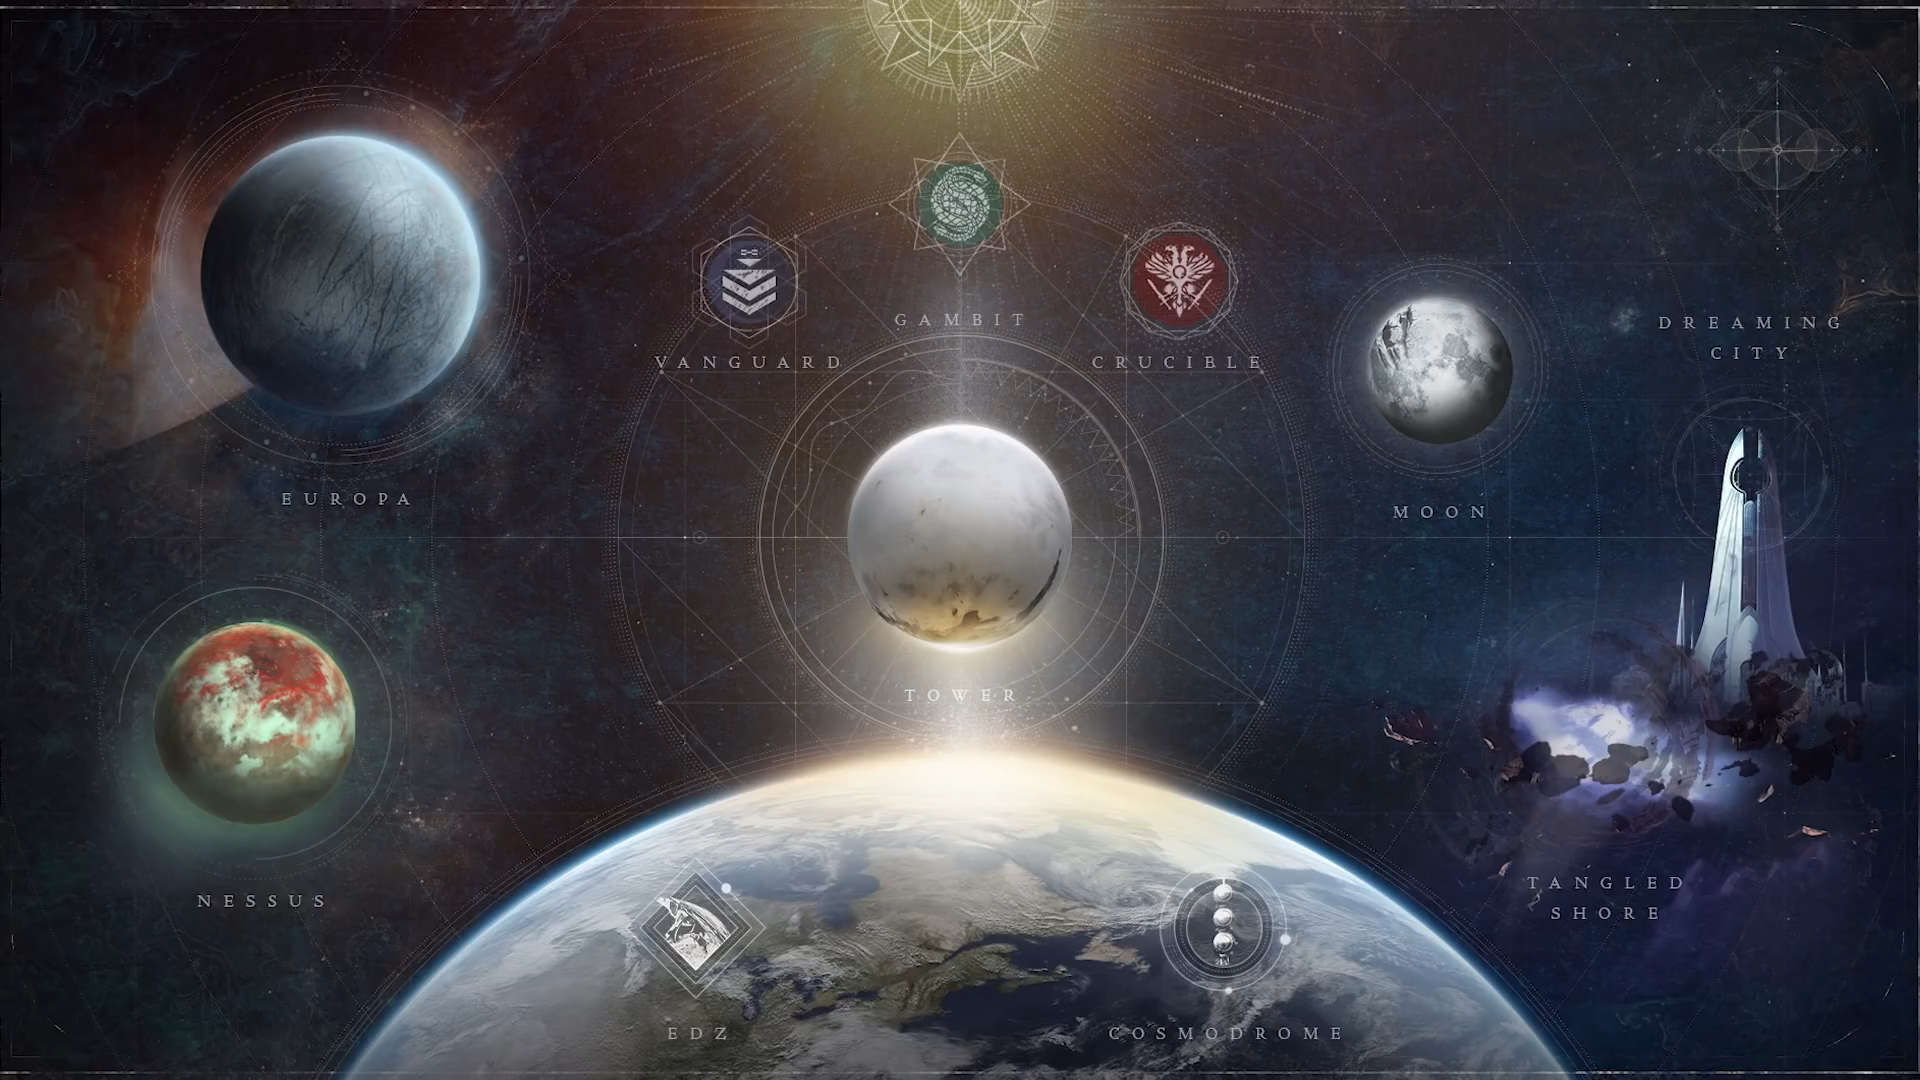 GAMBIT
VANGUARD
CRUCIBLE
DREAMING
CITY
EUROPA
MOON
TOWER
NESSUS
TANGLED
SHORE
EDZ
COSMODROME